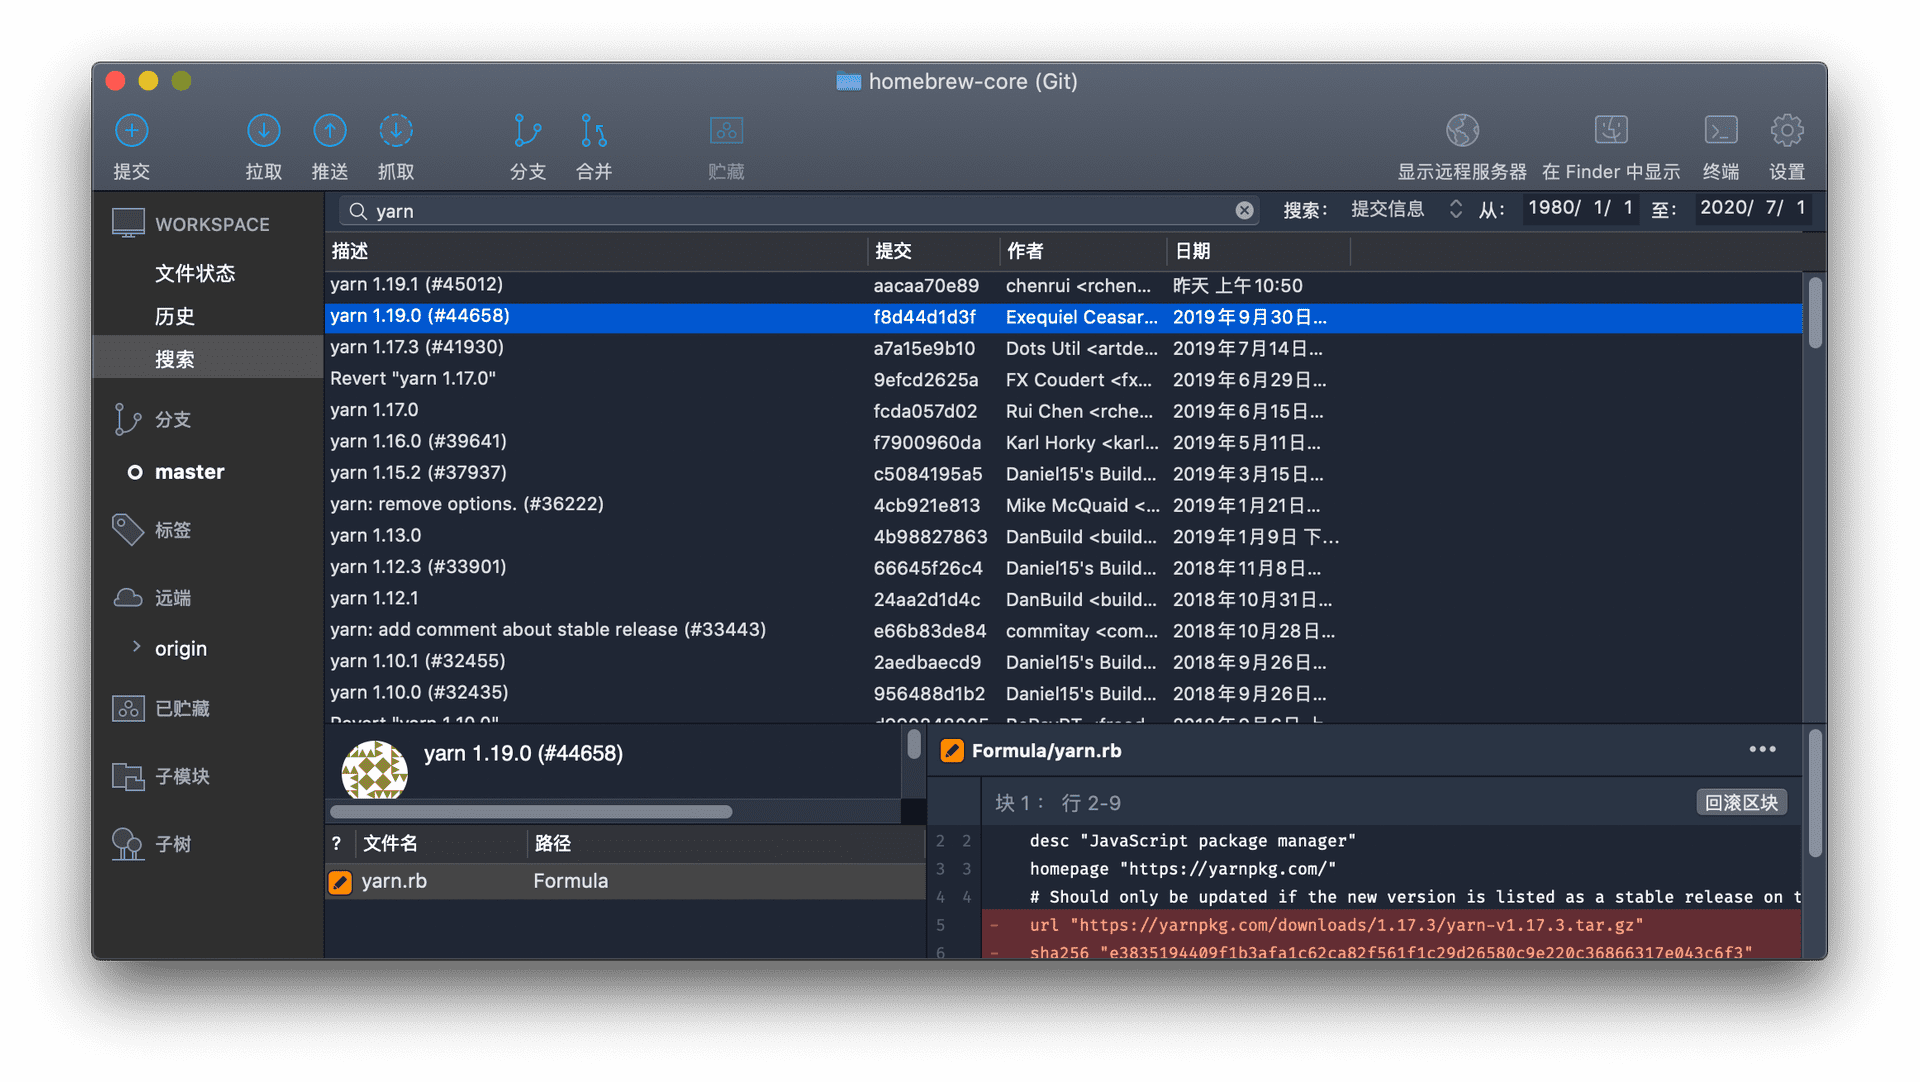 homebrew-core (Git)
提交 拉取 推送 抓取 分支 合并 贮藏 显示远程服务器 在 Finder 中显示 终端 设置
yarn 搜索: 提交信息 从: 1980/ 1/ 1 至: 2020/ 7/ 1
WORKSPACE
文件状态
历史
搜索
分支
master
标签
远端
origin
已贮藏
子模块
子树
描述 提交 作者 日期
yarn 1.19.1 (#45012) aacaa70e89 chenrui <rchen... 昨天 上午10:50
yarn 1.19.0 (#44658) f8d44d1d3f Exequiel Ceasar... 2019年9月30日...
yarn 1.17.3 (#41930) a7a15e9b10 Dots Util <artde... 2019年7月14日...
Revert "yarn 1.17.0" 9efcd2625a FX Coudert <fx... 2019年6月29日...
yarn 1.17.0 fcda057d02 Rui Chen <rche... 2019年6月15日...
yarn 1.16.0 (#39641) f7900960da Karl Horky <karl... 2019年5月11日...
yarn 1.15.2 (#37937) c5084195a5 Daniel15's Build... 2019年3月15日...
yarn: remove options. (#36222) 4cb921e813 Mike McQuaid <... 2019年1月21日...
yarn 1.13.0 4b98827863 DanBuild <build... 2019年1月9日 下...
yarn 1.12.3 (#33901) 66645f26c4 Daniel15's Build... 2018年11月8日...
yarn 1.12.1 24aa2d1d4c DanBuild <build... 2018年10月31日...
yarn: add comment about stable release (#33443) e66b83de84 commitay <com... 2018年10月28日...
yarn 1.10.1 (#32455) 2aedbaecd9 Daniel15's Build... 2018年9月26日...
yarn 1.10.0 (#32435) 956488d1b2 Daniel15's Build... 2018年9月26日...
Revert "yarn 1.10.0"
yarn 1.19.0 (#44658)
? 文件名 路径
yarn.rb Formula
Formula/yarn.rb
块 1: 行 2-9 回滚区块
2 2 desc "JavaScript package manager"
3 3 homepage "https://yarnpkg.com/"
4 4 # Should only be updated if the new version is listed as a stable release on t
5 - url "https://yarnpkg.com/downloads/1.17.3/yarn-v1.17.3.tar.gz"
6 - sha256 "e3835194409f1b3afa1c62ca82f561f1c29d26580c9e220c36866317e043c6f3"